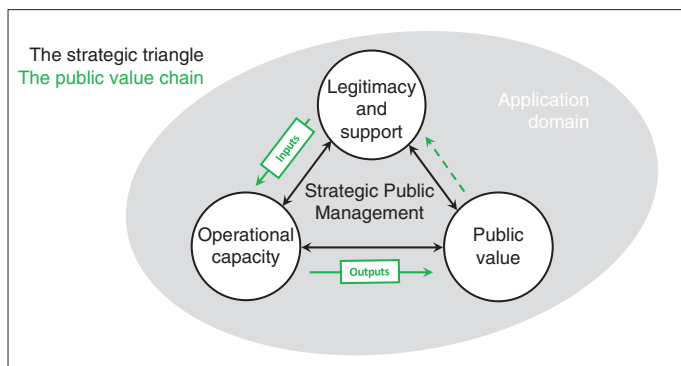 The strategic triangle
The public value chain
Legitimacy
and
support
Application
domain
Inputs
Strategic Public
Management
Operational
capacity
Public
value
Outputs